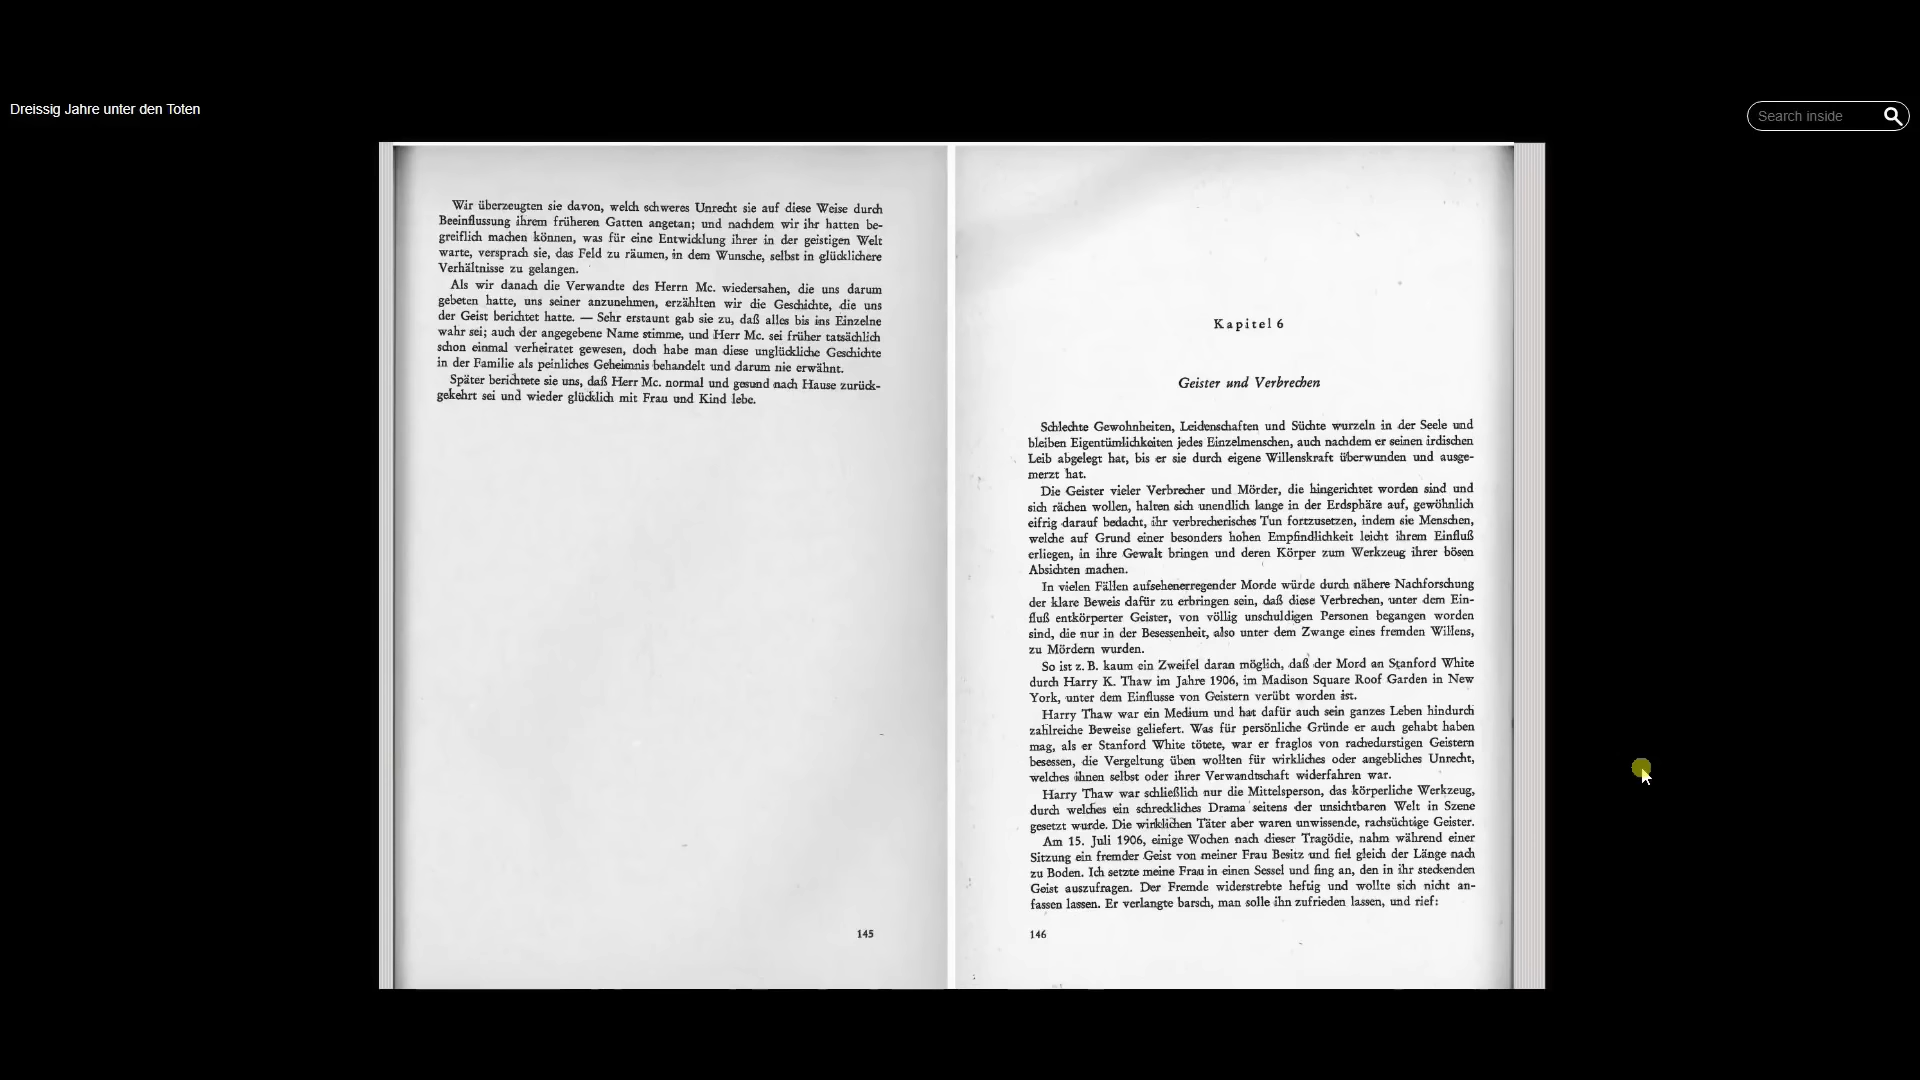 Dreissig Jahre unter den Toten
Search inside
Wir überzeugten sie davon, welch schweres Unrecht sie auf diese Weise durch
Beeinflussung ihrem früheren Gatten angetan; und nachdem wir ihr hatten be-
greiflich machen können, was für eine Entwicklung ihrer in der geistigen Welt
warte, versprach sie, das Feld zu räumen, in dem Wunsche, selbst in glücklichere
Verhältnisse zu gelangen.
Als wir danach die Verwandte des Herrn Mc. wiedersahen, die uns darum
gebeten hatte, uns seiner anzunehmen, erzählten wir die Geschichte, die uns
der Geist berichtet hatte. — Sehr erstaunt gab sie zu, daß alles bis ins Einzelne
wahr sei; auch der angegebene Name stimme, und Herr Mc. sei früher tatsächlich
schon einmal verheiratet gewesen, doch habe man diese unglückliche Geschichte
in der Familie als peinliches Geheimnis behandelt und darum nie erwähnt.
Später berichtete sie uns, daß Herr Mc. normal und gesund nach Hause zurück-
gekehrt sei und wieder glücklich mit Frau und Kind lebe.
145
Kapitel 6
Geister und Verbrechen
Schlechte Gewohnheiten, Leidenschaften und Süchte wurzeln in der Seele und
bleiben Eigentümlichkeiten jedes Einzelmenschen, auch nachdem er seinen irdischen
Leib abgelegt hat, bis er sie durch eigene Willenskraft überwunden und ausge-
merzt hat.
Die Geister vieler Verbrecher und Mörder, die hingerichtet worden sind und
sich rächen wollen, halten sich unendlich lange in der Erdsphäre auf, gewöhnlich
eifrig darauf bedacht, ihr verbrecherisches Tun fortzusetzen, indem sie Menschen,
welche auf Grund einer besonders hohen Empfindlichkeit leicht ihrem Einfluß
erliegen, in ihre Gewalt bringen und deren Körper zum Werkzeug ihrer bösen
Absichten machen.
In vielen Fällen aufsehenerregender Morde würde durch nähere Nachforschung
der klare Beweis dafür zu erbringen sein, daß diese Verbrechen, unter dem Ein-
fluß entkörperter Geister, von völlig unschuldigen Personen begangen worden
sind, die nur in der Besessenheit, also unter dem Zwange eines fremden Willens,
zu Mördern wurden.
So ist z. B. kaum ein Zweifel daran möglich, daß der Mord an Stanford White
durch Harry K. Thaw im Jahre 1906, im Madison Square Roof Garden in New
York, unter dem Einflusse von Geistern verübt worden ist.
Harry Thaw war ein Medium und hat dafür auch sein ganzes Leben hindurch
zahlreiche Beweise geliefert. Was für persönliche Gründe er auch gehabt haben
mag, als er Stanford White tötete, war er fraglos von rachedurstigen Geistern
besessen, die Vergeltung üben wollten für wirkliches oder angebliches Unrecht,
welches ihnen selbst oder ihrer Verwandtschaft widerfahren war.
Harry Thaw war schließlich nur die Mittelsperson, das körperliche Werkzeug,
durch welches ein schreckliches Drama seitens der unsichtbaren Welt in Szene
gesetzt wurde. Die wirklichen Täter aber waren unwissende, rachsüchtige Geister.
Am 15. Juli 1906, einige Wochen nach dieser Tragödie, nahm während einer
Sitzung ein fremder Geist von meiner Frau Besitz und fiel gleich der Länge nach
zu Boden. Ich setzte meine Frau in einen Sessel und fing an, den in ihr steckenden
Geist auszufragen. Der Fremde widerstrebte heftig und wollte sich nicht an-
fassen lassen. Er verlangte barsch, man solle ihn zufrieden lassen, und rief:
146